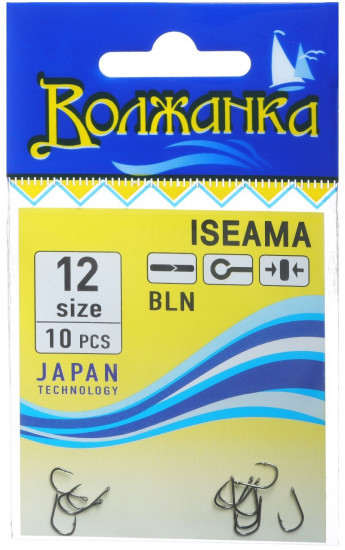 Волжанка
ISEAMA
12
size
10 PCS
BLN
JAPAN
TECHNOLOGY